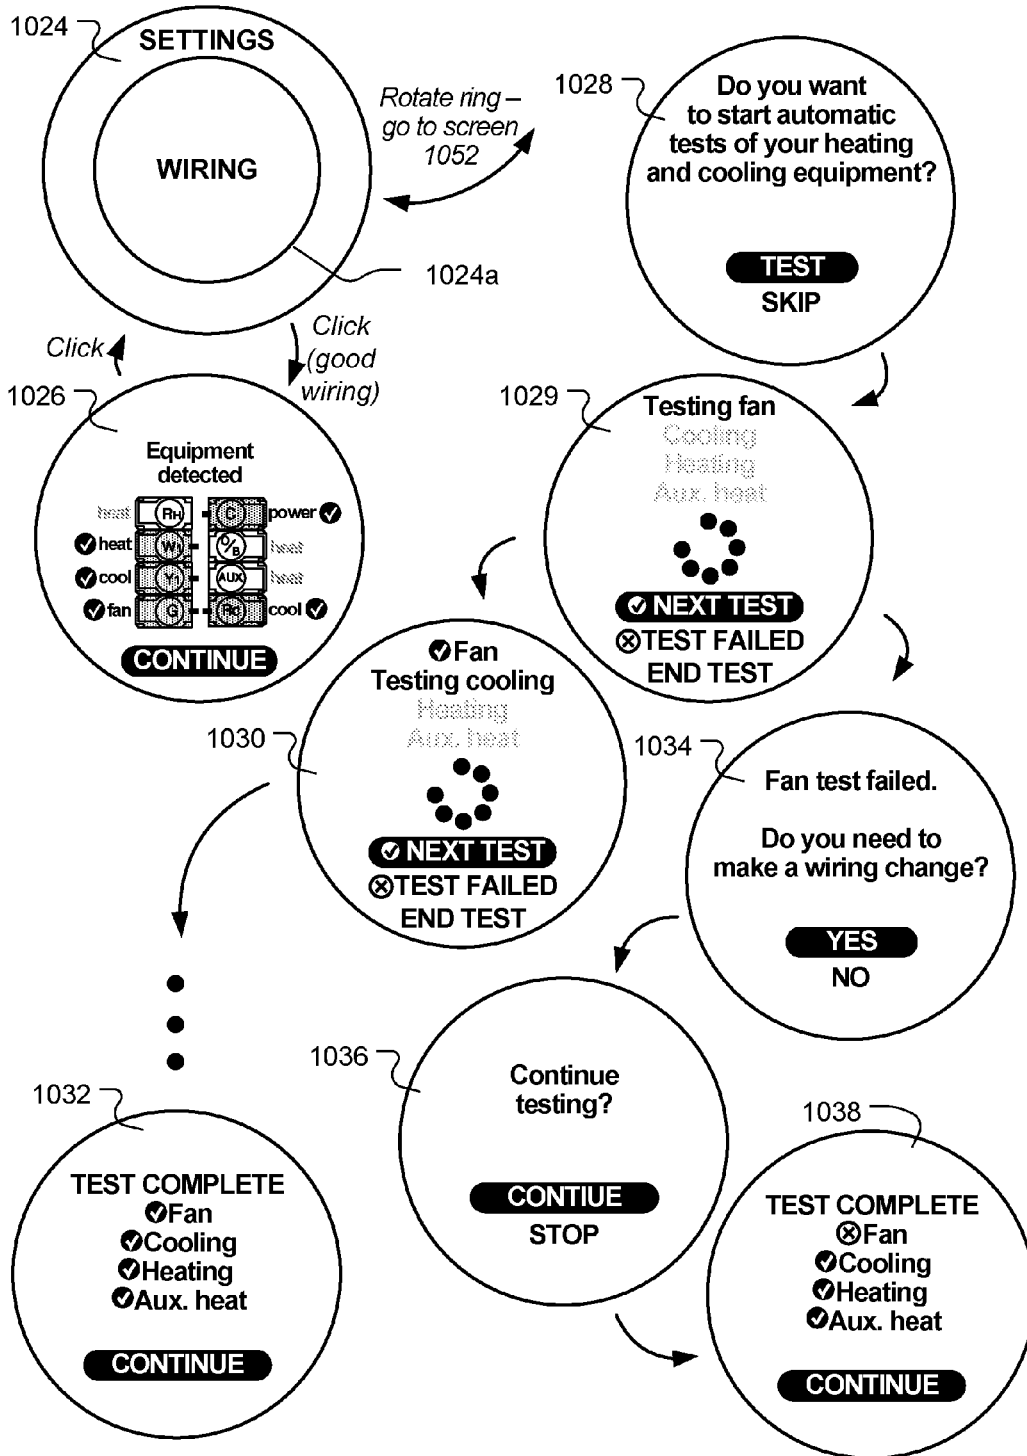 1024
SETTINGS
WIRING
1024a
Rotate ring –
go to screen
1052
Click
Click
(good
wiring)
1026
Equipment
detected
heat RH C power
heat W1 O/B heat
cool Y1 AUX heat
fan G Rc cool
CONTINUE
1028
Do you want
to start automatic
tests of your heating
and cooling equipment?
TEST
SKIP
1029
Testing fan
Cooling
Heating
Aux. heat
NEXT TEST
TEST FAILED
END TEST
1030
Fan
Testing cooling
Heating
Aux. heat
NEXT TEST
TEST FAILED
END TEST
1034
Fan test failed.
Do you need to
make a wiring change?
YES
NO
1036
Continue
testing?
CONTIUE
STOP
1032
TEST COMPLETE
Fan
Cooling
Heating
Aux. heat
CONTINUE
1038
TEST COMPLETE
Fan
Cooling
Heating
Aux. heat
CONTINUE